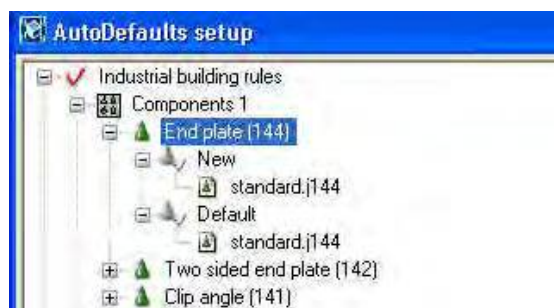 AutoDefaults setup
Industrial building rules
Components 1
End plate (144)
New
standard.j144
Default
standard.j144
Two sided end plate (142)
Clip angle (141)